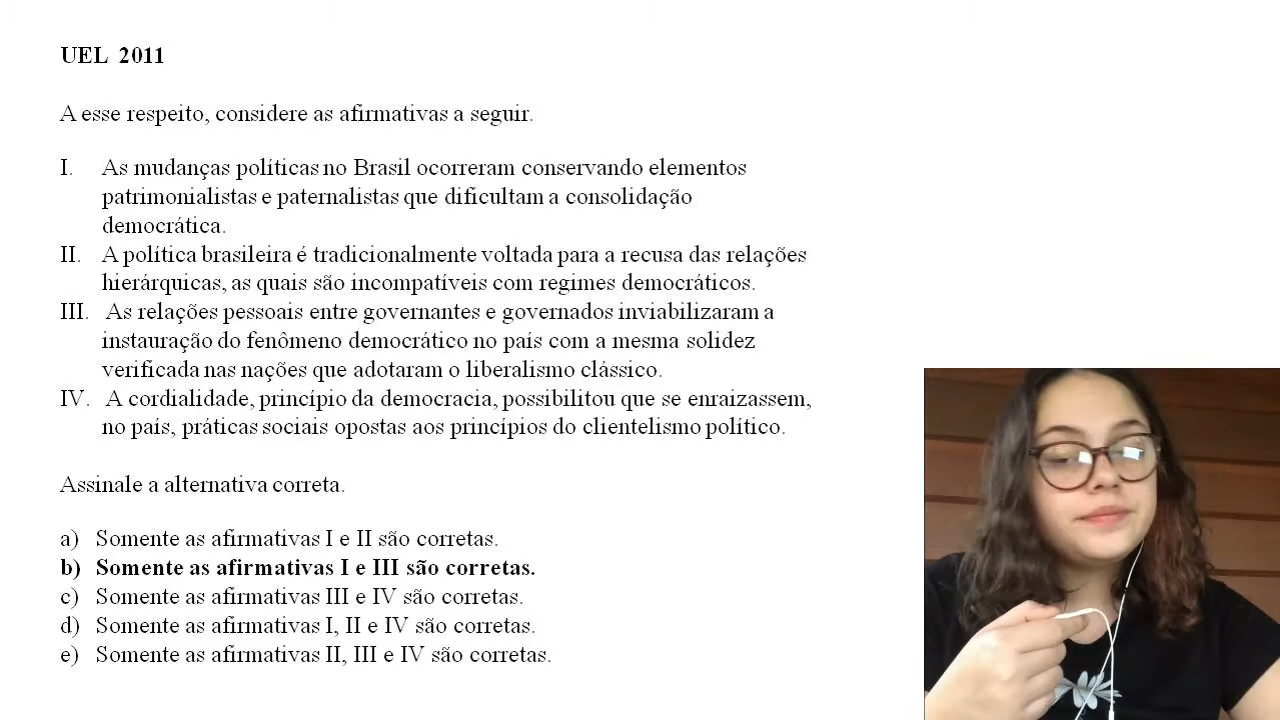 UEL 2011
A esse respeito, considere as afirmativas a seguir.
I. As mudanças políticas no Brasil ocorreram conservando elementos
patrimonialistas e paternalistas que dificultam a consolidação
democrática.
II. A política brasileira é tradicionalmente voltada para a recusa das relações
hierárquicas, as quais são incompatíveis com regimes democráticos.
III. As relações pessoais entre governantes e governados inviabilizaram a
instauração do fenômeno democrático no país com a mesma solidez
verificada nas nações que adotaram o liberalismo clássico.
IV. A cordialidade, princípio da democracia, possibilitou que se enraizassem,
no país, práticas sociais opostas aos princípios do clientelismo político.
Assinale a alternativa correta.
a) Somente as afirmativas I e II são corretas.
b) Somente as afirmativas I e III são corretas.
c) Somente as afirmativas III e IV são corretas.
d) Somente as afirmativas I, II e IV são corretas.
e) Somente as afirmativas II, III e IV são corretas.